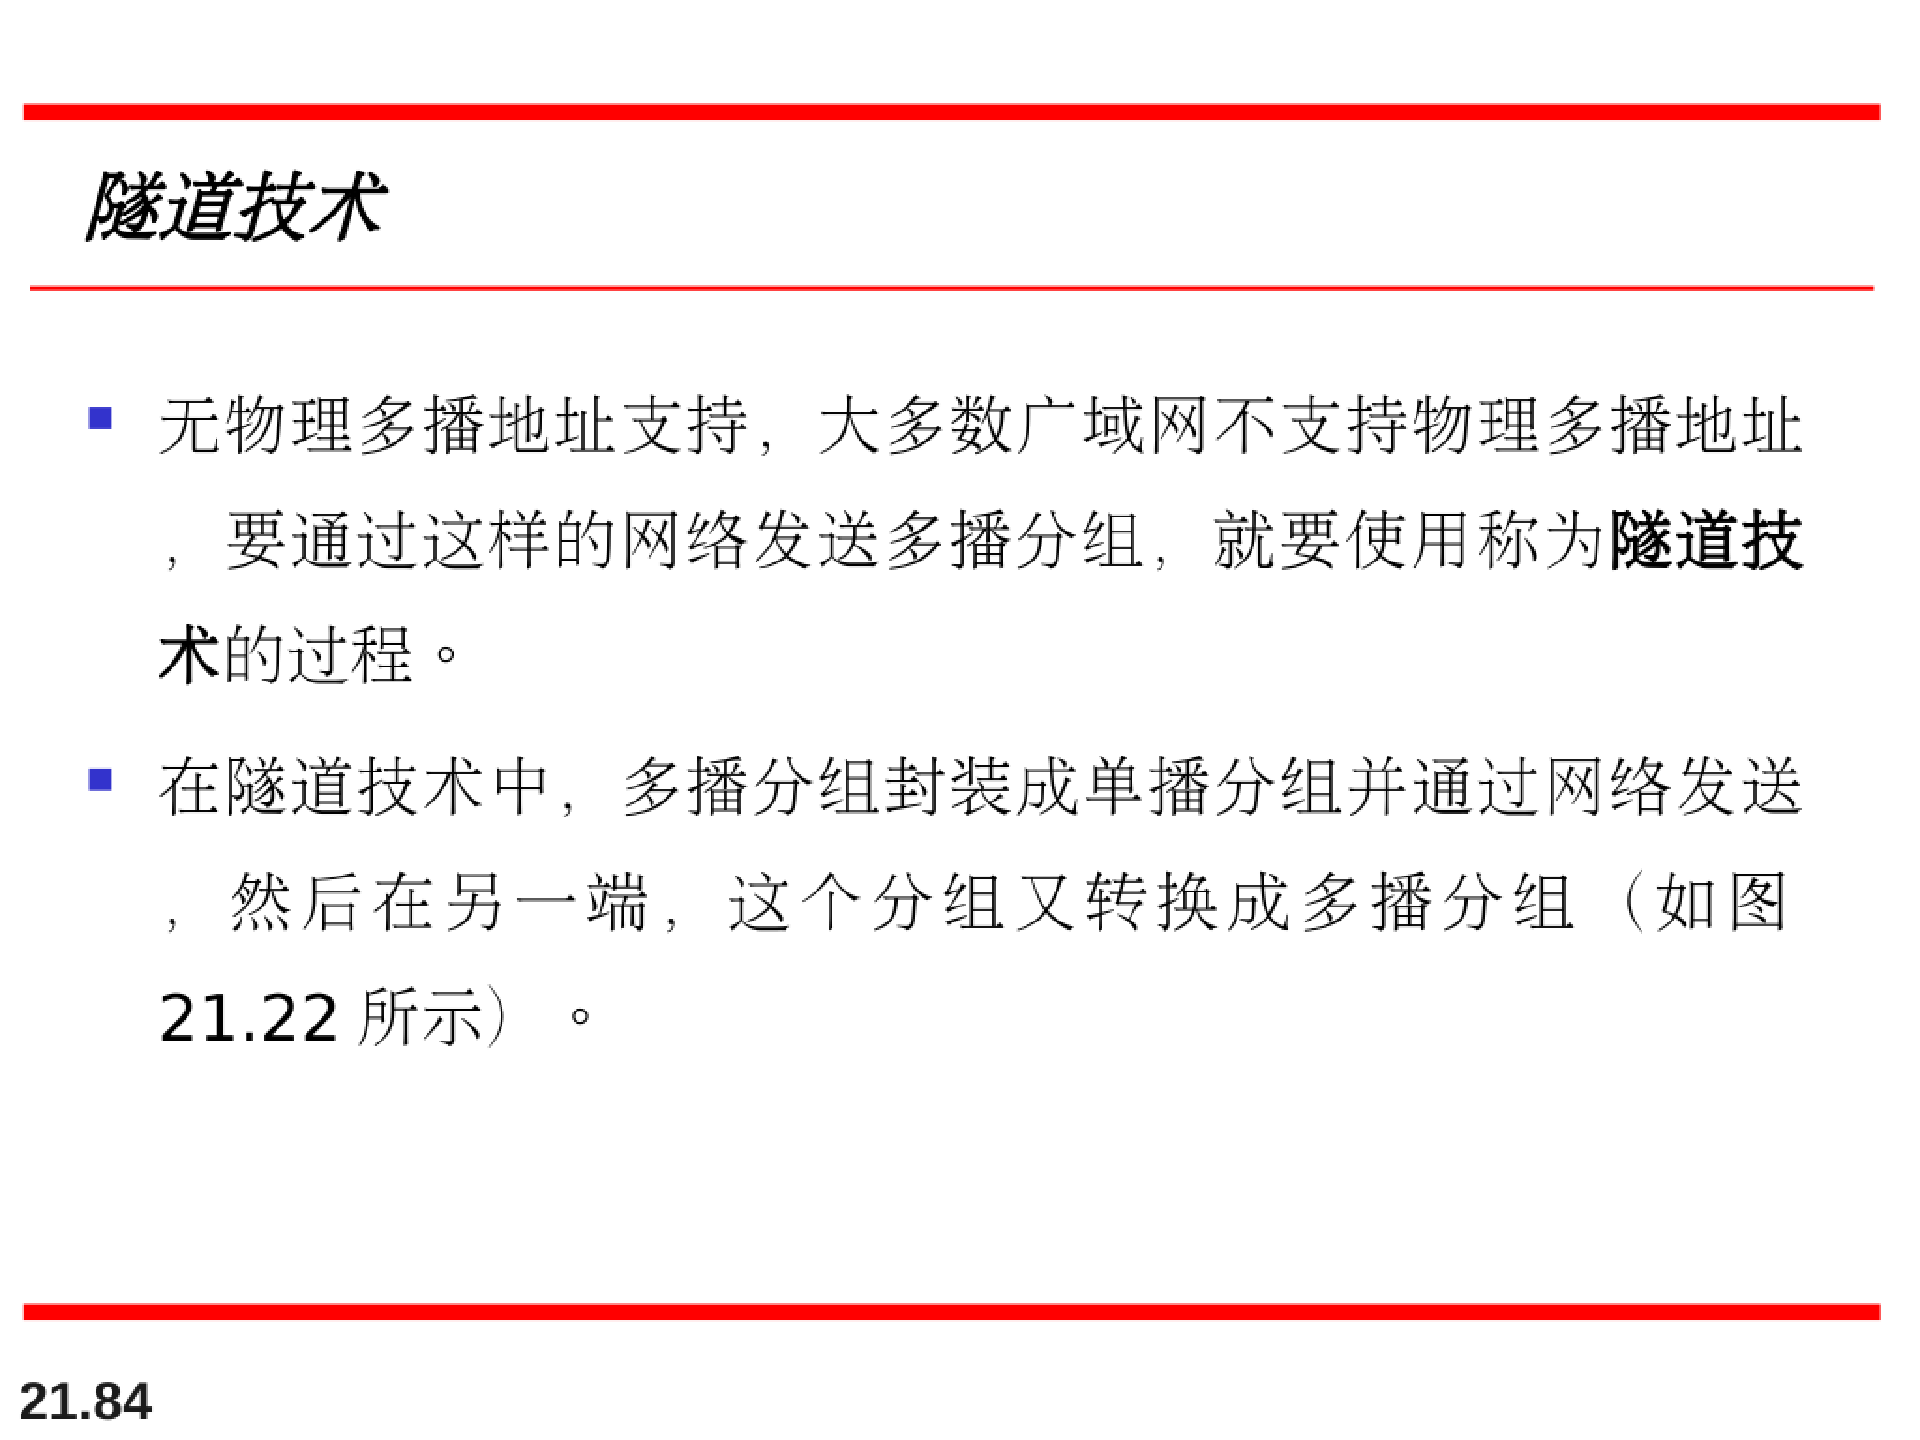 隧道技术
无物理多播地址支持，大多数广域网不支持物理多播地址
，要通过这样的网络发送多播分组，就要使用称为隧道技
术的过程。
在隧道技术中，多播分组封装成单播分组并通过网络发送
，然后在另一端，这个分组又转换成多播分组（如图
21.22 所示）。
21.84